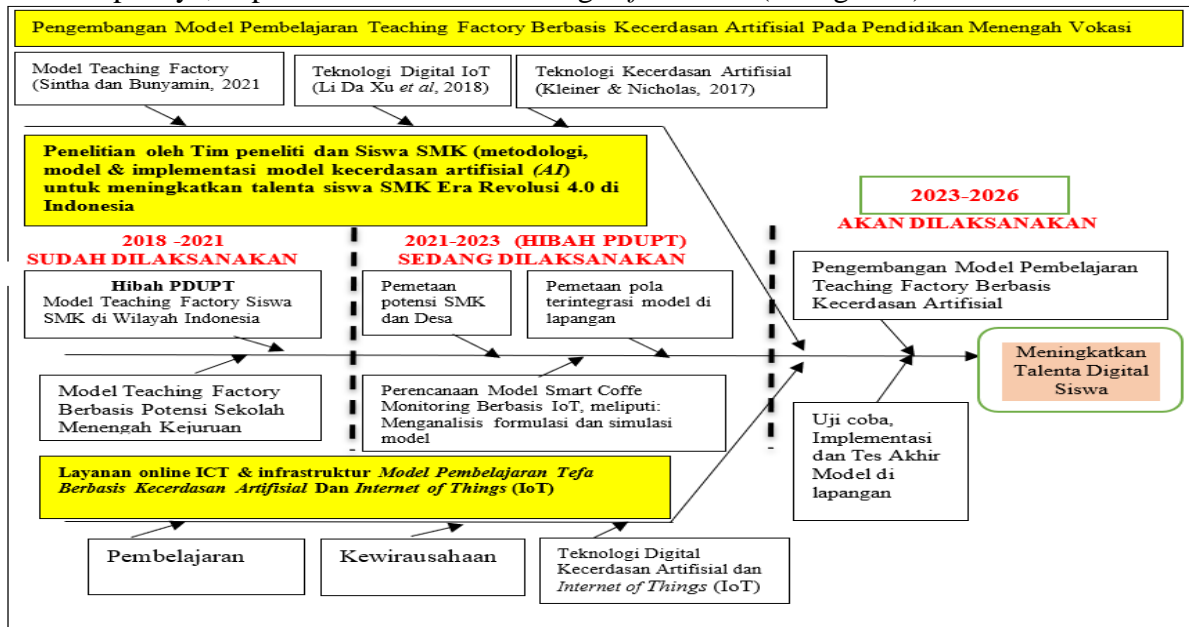 Pengembangan Model Pembelajaran Teaching Factory Berbasis Kecerdasan Artifisial Pada Pendidikan Menengah Vokasi
Model Teaching Factory
(Sintha dan Bunyamin, 2021
Teknologi Digital IoT
(Li Da Xu et al, 2018)
Teknologi Kecerdasan Artifisial
(Kleiner & Nicholas, 2017)
Penelitian oleh Tim peneliti dan Siswa SMK (metodologi,
model & implementasi model kecerdasan artifisial (AI)
untuk meningkatkan talenta siswa SMK Era Revolusi 4.0 di
Indonesia
2018 -2021
SUDAH DILAKSANAKAN
2021-2023 (HIBAH PDUPT)
SEDANG DILAKSANAKAN
2023-2026
AKAN DILAKSANAKAN
Hibah PDUPT
Model Teaching Factory Siswa
SMK di Wilayah Indonesia
Pemetaan
potensi SMK
dan Desa
Pemetaan pola
terintegrasi model di
lapangan
Pengembangan Model Pembelajaran
Teaching Factory Berbasis
Kecerdasan Artifisial
Meningkatkan
Talenta Digital
Siswa
Model Teaching Factory
Berbasis Potensi Sekolah
Menengah Kejuruan
Perencanaan Model Smart Coffe
Monitoring Berbasis IoT, meliputi:
Menganalisis formulasi dan simulasi
model
Uji coba,
Implementasi
dan Tes Akhir
Model di
lapangan
Layanan online ICT & infrastruktur Model Pembelajaran Tefa
Berbasis Kecerdasan Artifisial Dan Internet of Things (IoT)
Pembelajaran
Kewirausahaan
Teknologi Digital
Kecerdasan Artifisial dan
Internet of Things (IoT)